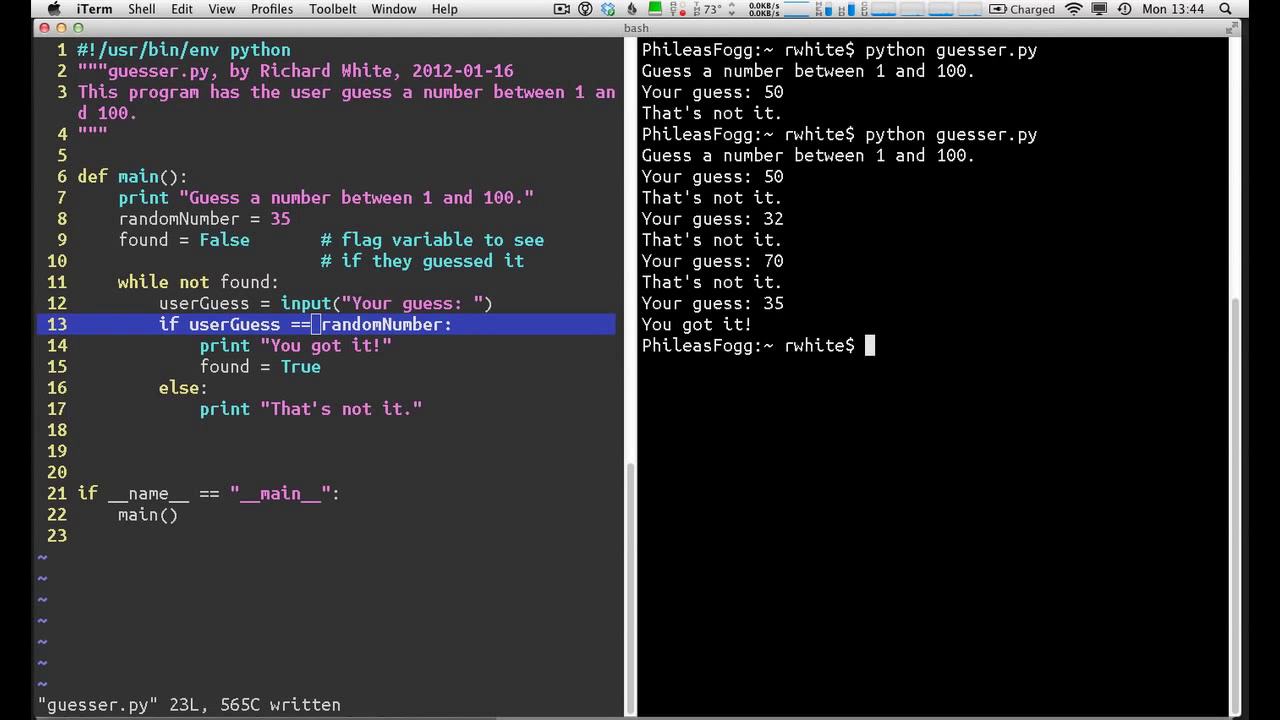 iTerm Shell Edit View Profiles Toolbelt Window Help 73° 0.0KB/s 0.0KB/s Charged Mon 13:44
bash
1 #!/usr/bin/env python
2 """guesser.py, by Richard White, 2012-01-16
3 This program has the user guess a number between 1 an
d 100.
4 """
5
6 def main():
7 print "Guess a number between 1 and 100."
8 randomNumber = 35
9 found = False # flag variable to see
10 # if they guessed it
11 while not found:
12 userGuess = input("Your guess: ")
13 if userGuess == randomNumber:
14 print "You got it!"
15 found = True
16 else:
17 print "That's not it."
18
19
20
21 if __name__ == "__main__":
22 main()
23
~
~
~
~
~
~
~
"guesser.py" 23L, 565C written
PhileasFogg:~ rwhite$ python guesser.py
Guess a number between 1 and 100.
Your guess: 50
That's not it.
PhileasFogg:~ rwhite$ python guesser.py
Guess a number between 1 and 100.
Your guess: 50
That's not it.
Your guess: 32
That's not it.
Your guess: 70
That's not it.
Your guess: 35
You got it!
PhileasFogg:~ rwhite$